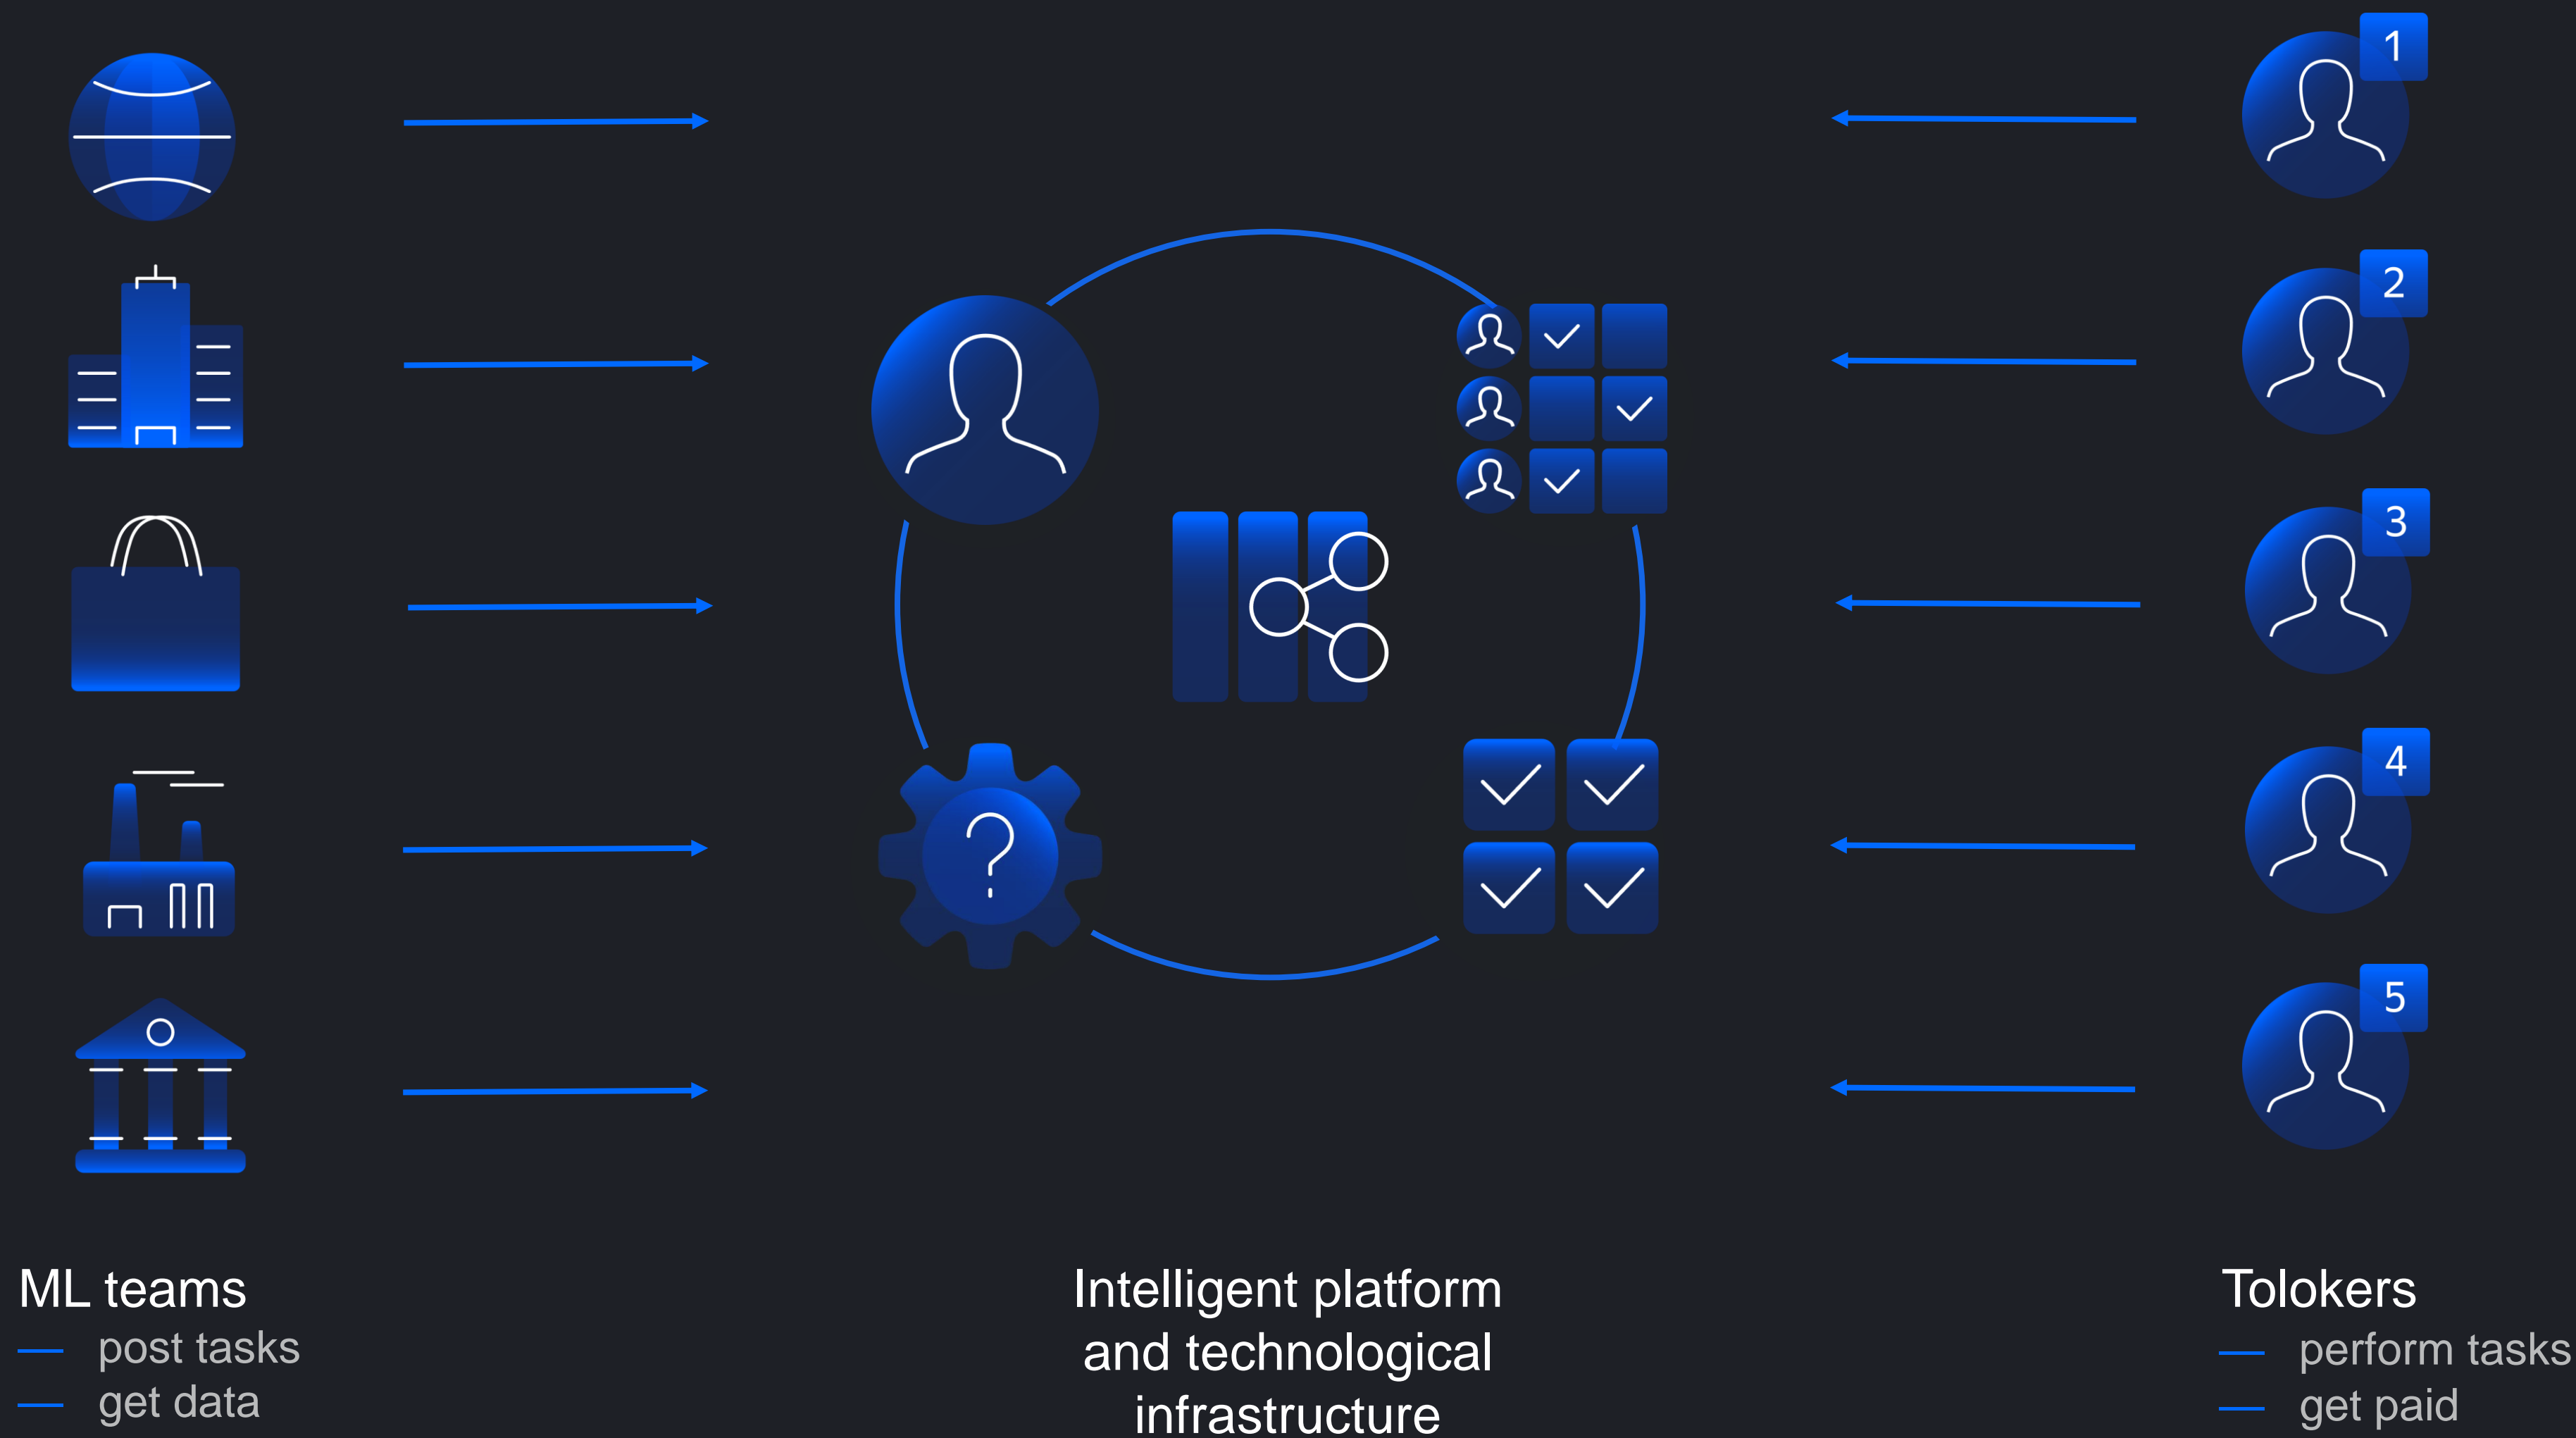 1
2
3
4
5
?
ML teams
post tasks
get data
Intelligent platform
and technological
infrastructure
Tolokers
perform tasks
get paid